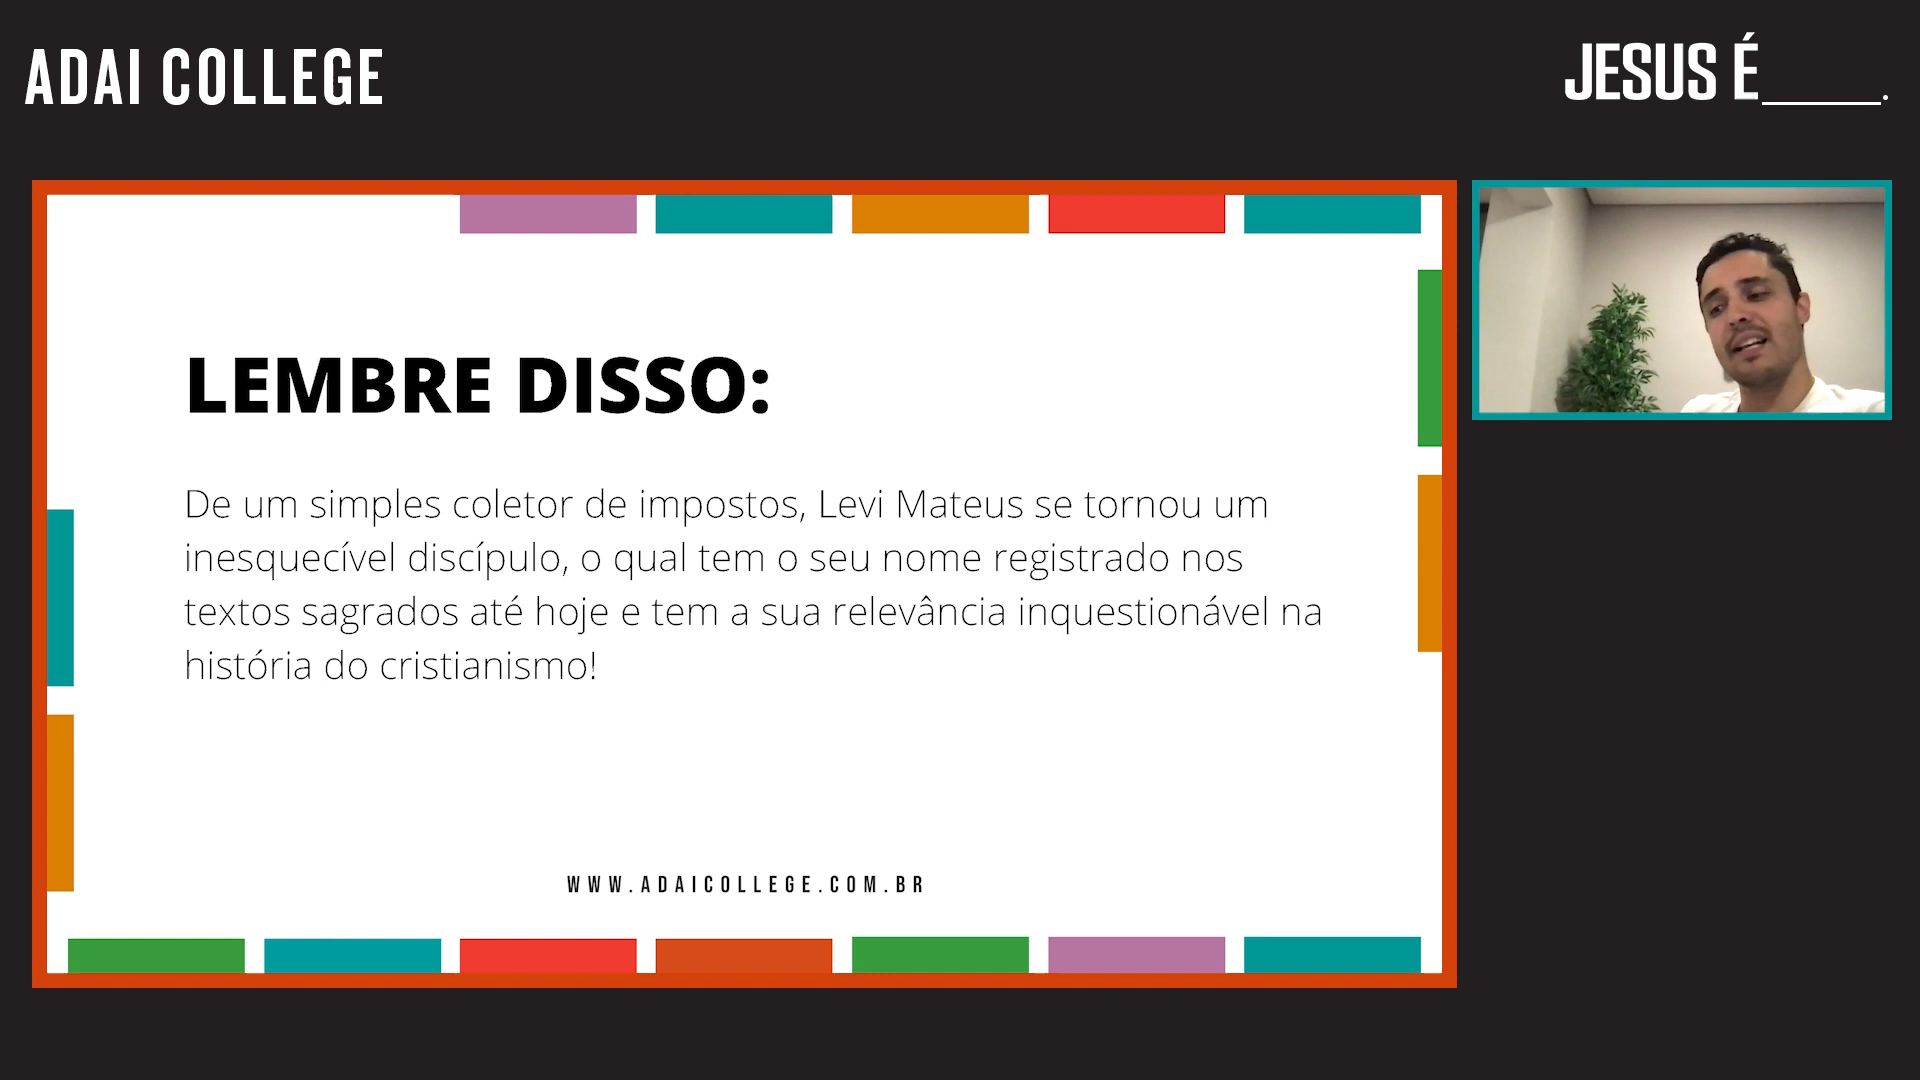 ADAI COLLEGE
JESUS É_____.
LEMBRE DISSO:
De um simples coletor de impostos, Levi Mateus se tornou um
inesquecível discípulo, o qual tem o seu nome registrado nos
textos sagrados até hoje e tem a sua relevância inquestionável na
história do cristianismo!
WWW.ADAICOLLEGE.COM.BR